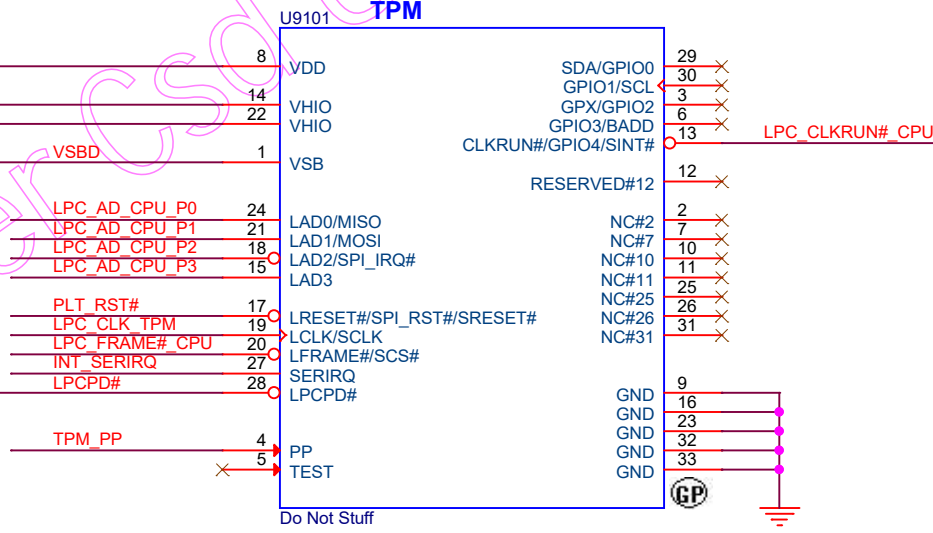 TPM
U9101
8 VDD
14 VHIO
22 VHIO
VSBD 1 VSB
LPC_AD_CPU_P0 24 LAD0/MISO
LPC_AD_CPU_P1 21 LAD1/MOSI
LPC_AD_CPU_P2 18 LAD2/SPI_IRQ#
LPC_AD_CPU_P3 15 LAD3
PLT_RST# 17 LRESET#/SPI_RST#/SRESET#
LPC_CLK_TPM 19 LCLK/SCLK
LPC_FRAME#_CPU 20 LFRAME#/SCS#
INT_SERIRQ 27 SERIRQ
LPCPD# 28 LPCPD#
TPM_PP 4 PP
5 TEST
SDA/GPIO0 29
GPIO1/SCL 30
GPX/GPIO2 3
GPIO3/BADD 6
CLKRUN#/GPIO4/SINT# 13 LPC_CLKRUN#_CPU
RESERVED#12 12
NC#2 2
NC#7 7
NC#10 10
NC#11 11
NC#25 25
NC#26 26
NC#31 31
GND 9
GND 16
GND 23
GND 32
GND 33
GP
Do Not Stuff